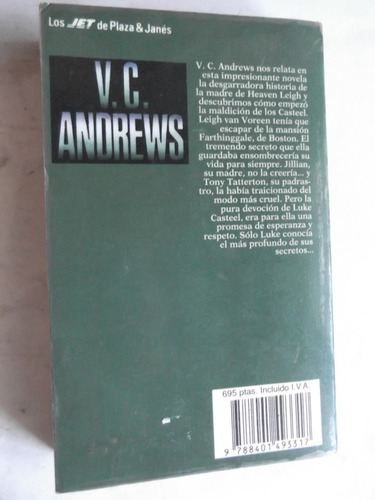 Los JET de Plaza & Janés
V. C.
ANDREWS
V. C. Andrews nos relata en
esta impresionante novela
la desgarradora historia de
la madre de Heaven Leigh y
descubrimos cómo empezó
la maldición de los Casteel.
Leigh van Voreen tenía que
escapar de la mansión
Farthinggale, de Boston. El
tremendo secreto que ella
guardaba ensombrecería su
vida para siempre. Jillian,
su madre, no la creería... y
Tony Tatterton, su padras-
tro, la había traicionado del
modo más cruel. Pero la
pura devoción de Luke
Casteel, era para ella una
promesa de esperanza y
respeto. Sólo Luke conocía
el más profundo de sus
secretos...
695 ptas. Incluido I.V.A.
9 788401 493317